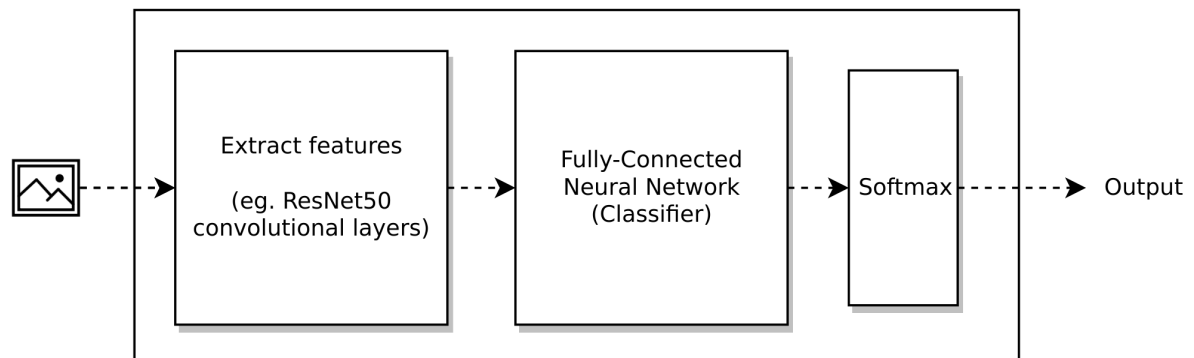 Extract features
(eg. ResNet50
convolutional layers)
Fully-Connected
Neural Network
(Classifier)
Softmax
Output